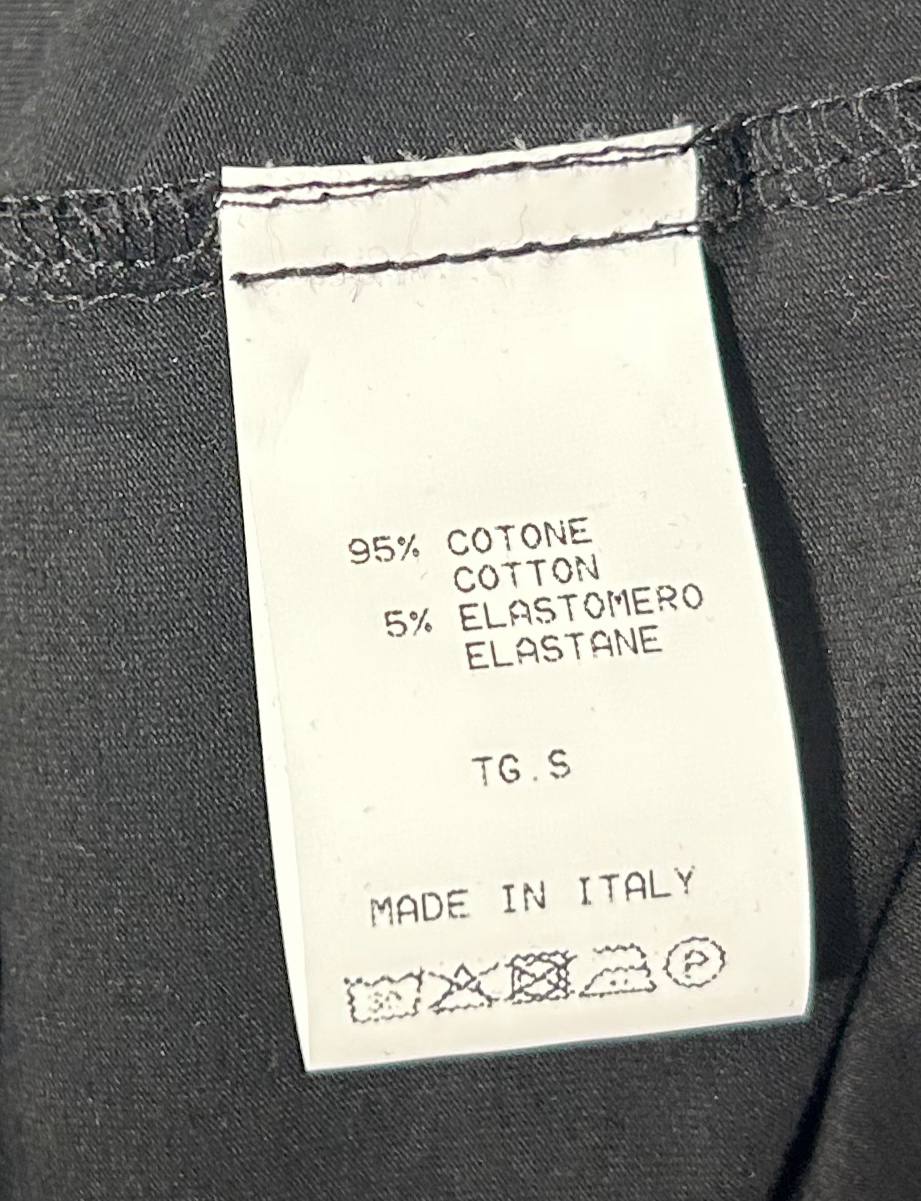 95% COTONE
COTTON
5% ELASTOMERO
ELASTANE
TG.S
MADE IN ITALY
P